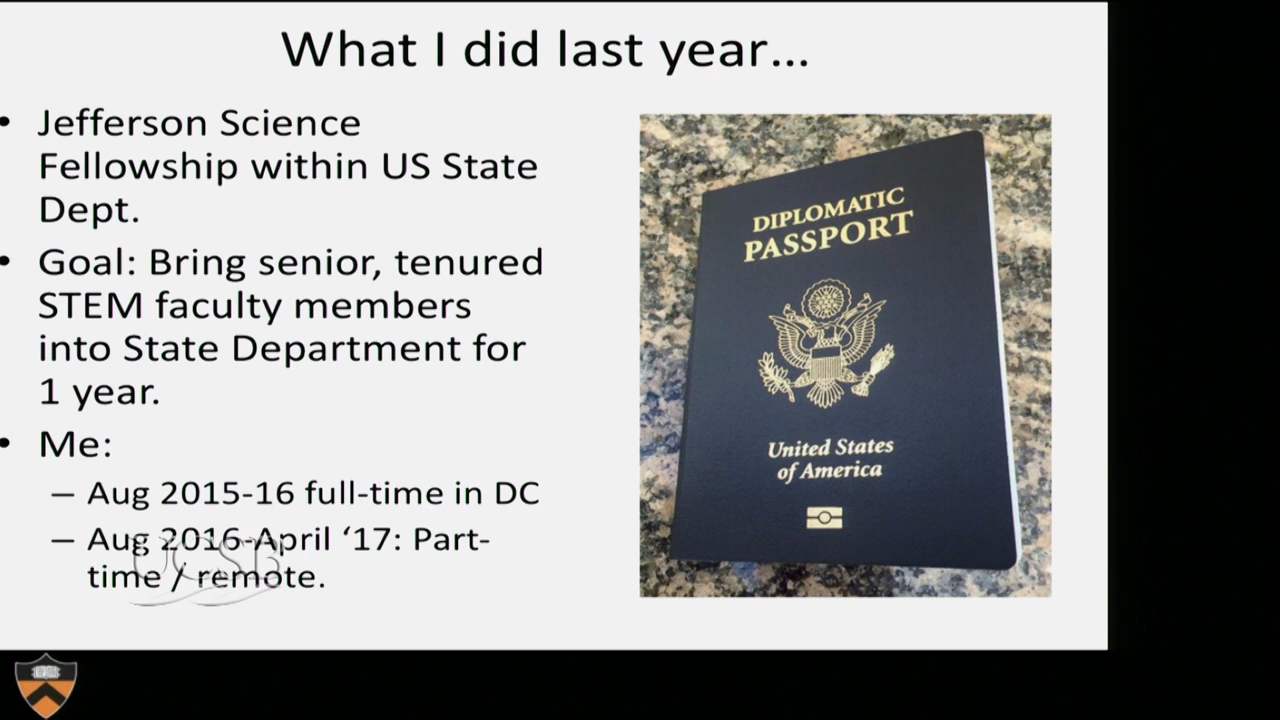 What I did last year...
• Jefferson Science
Fellowship within US State
Dept.
• Goal: Bring senior, tenured
STEM faculty members
into State Department for
1 year.
• Me:
– Aug 2015-16 full-time in DC
– Aug 2016-April ‘17: Part-
time / remote.
UCSB
DIPLOMATIC
PASSPORT
United States
of America